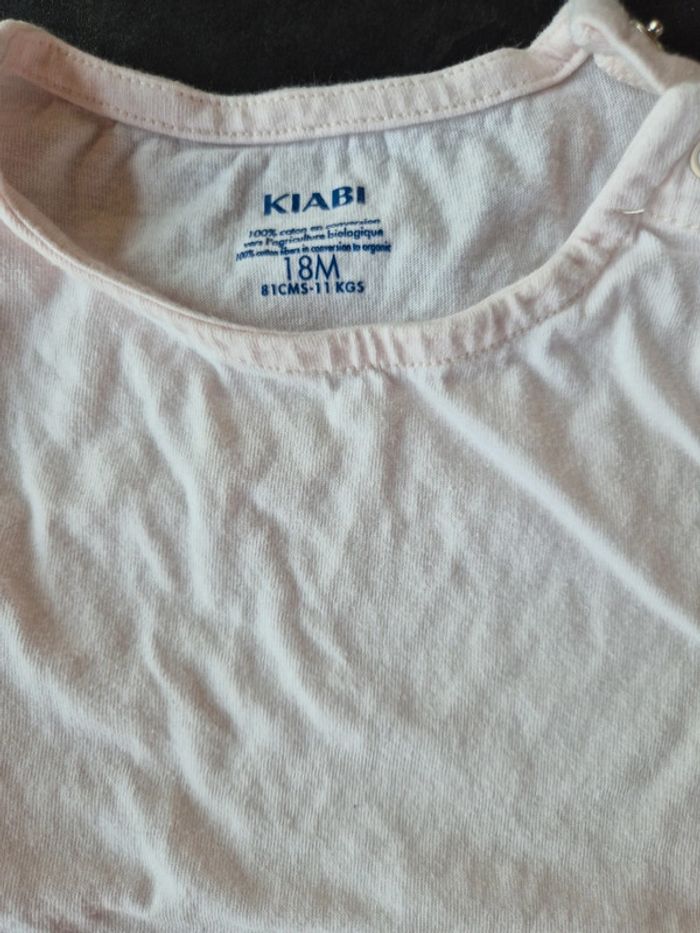 KIABI
100% coton en conversion
vers l'agriculture biologique
100% cotton fibers in conversion to organic
18M
81CMS-11 KGS